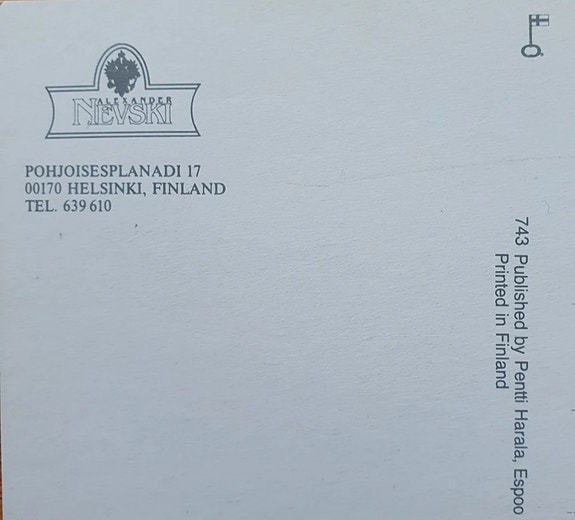 ALEXANDER
NEVSKI
POHJOISESPLANADI 17
00170 HELSINKI, FINLAND
TEL. 639 610
743 Published by Pentti Harala, Espoo
Printed in Finland